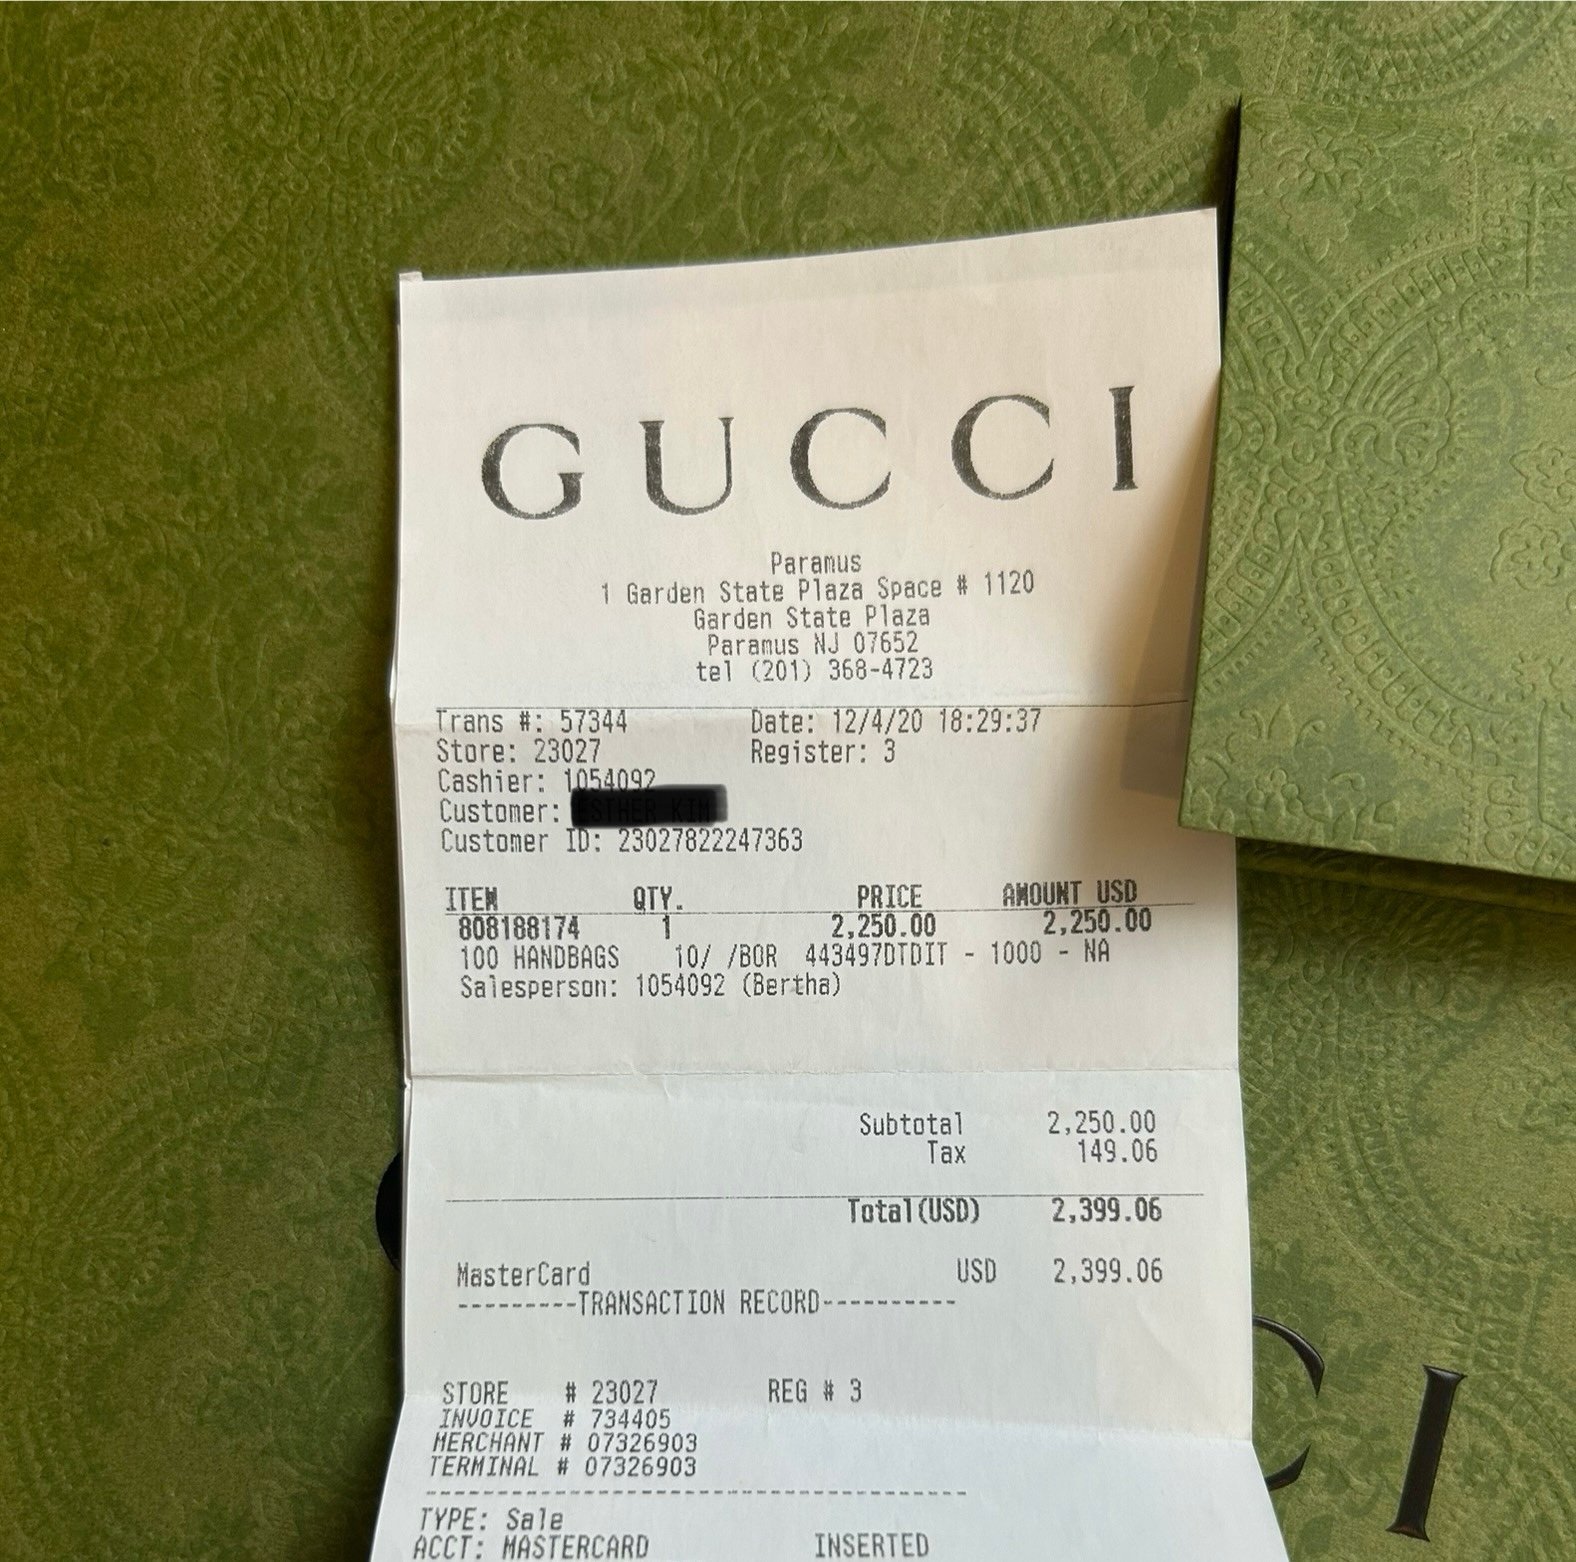 GUCCI
Paramus
1 Garden State Plaza Space # 1120
Garden State Plaza
Paramus NJ 07652
tel (201) 368-4723
Trans #: 57344 Date: 12/4/20 18:29:37
Store: 23027 Register: 3
Cashier: 1054092
Customer:
Customer ID: 23027822247363
ITEM QTY. PRICE AMOUNT USD
808188174 1 2,250.00 2,250.00
100 HANDBAGS 10/ /BOR 443497DTDIT - 1000 - NA
Salesperson: 1054092 (Bertha)
Subtotal 2,250.00
Tax 149.06
Total(USD) 2,399.06
MasterCard USD 2,399.06
---------TRANSACTION RECORD----------
STORE # 23027 REG # 3
INVOICE # 734405
MERCHANT # 07326903
TERMINAL # 07326903
----------------------------------------
TYPE: Sale
ACCT: MASTERCARD INSERTED
CI